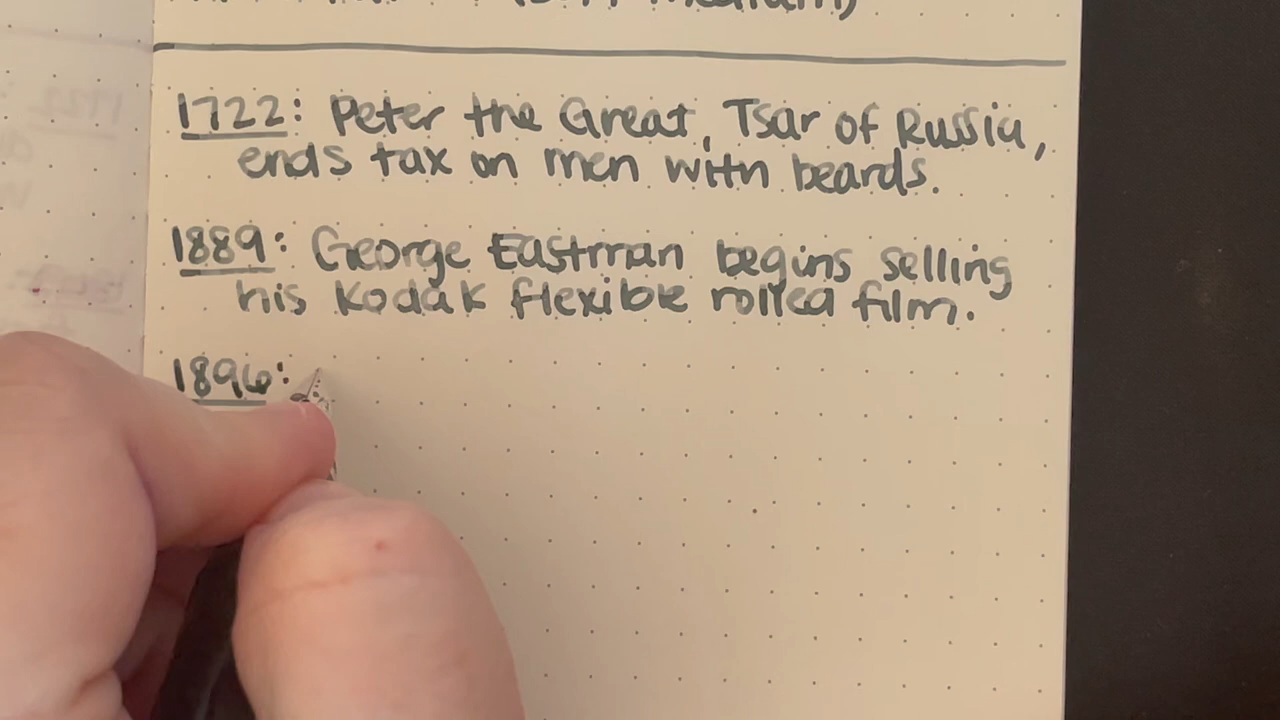 1722: Peter the Great, Tsar of Russia,
ends tax on men with beards.
1889: George Eastman begins selling
his Kodak flexible rolled film.
1896: